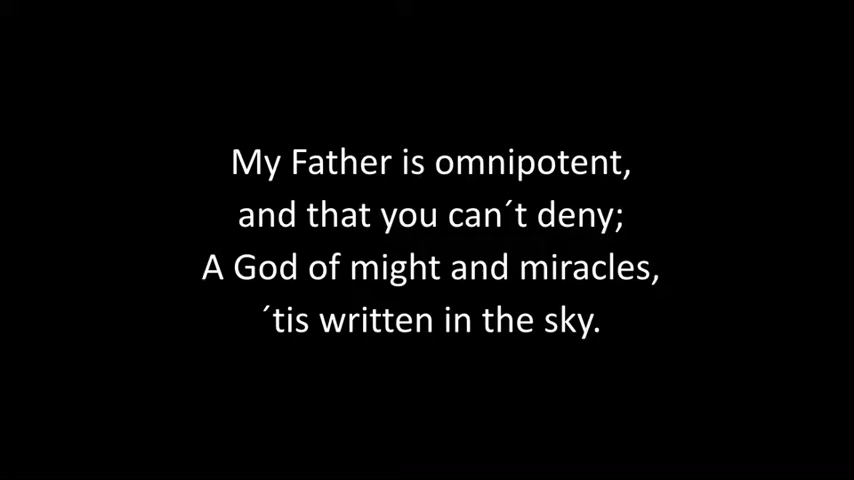 My Father is omnipotent,
and that you can´t deny;
A God of might and miracles,
´tis written in the sky.